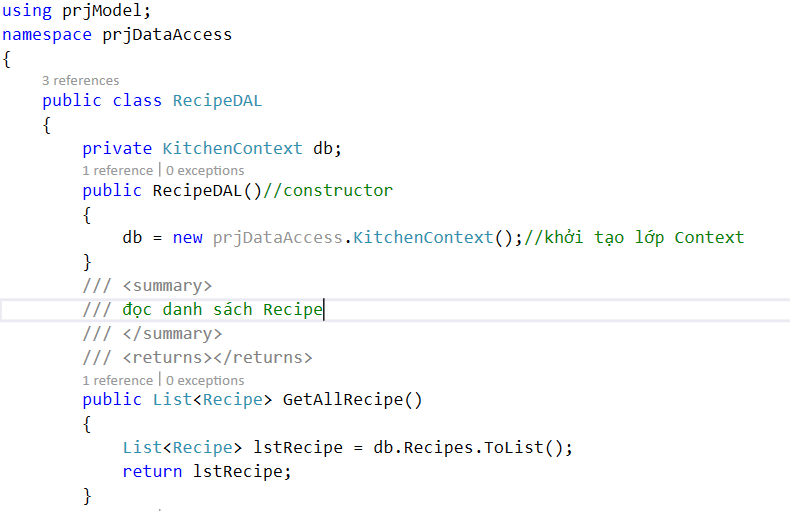 using prjModel;
namespace prjDataAccess
{
3 references
public class RecipeDAL
{
private KitchenContext db;
1 reference | 0 exceptions
public RecipeDAL()//constructor
{
db = new prjDataAccess.KitchenContext();//khởi tạo lớp Context
}
/// <summary>
/// đọc danh sách Recipe
/// </summary>
/// <returns></returns>
1 reference | 0 exceptions
public List<Recipe> GetAllRecipe()
{
List<Recipe> lstRecipe = db.Recipes.ToList();
return lstRecipe;
}